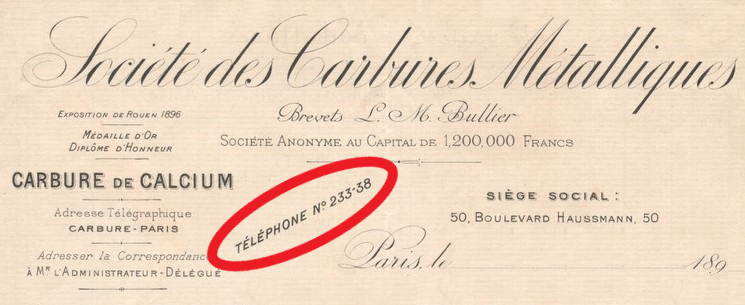 Société des Carbures Métalliques
Brevets L. M. Bullier
Société Anonyme au Capital de 1,200,000 Francs
Exposition de Rouen 1896
Médaille d'Or
Diplôme d'Honneur
CARBURE DE CALCIUM
Adresse Télégraphique
CARBURE-PARIS
Adresser la Correspondance
à Mr l'Administrateur-Délégué
TÉLÉPHONE No 233-38
SIÈGE SOCIAL:
50, Boulevard Haussmann, 50
Paris, le 189